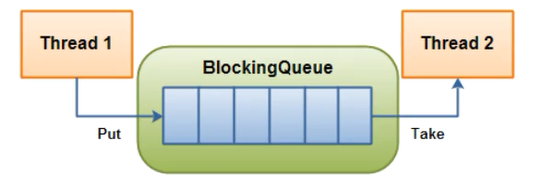 Thread 1
BlockingQueue
Thread 2
Put
Take